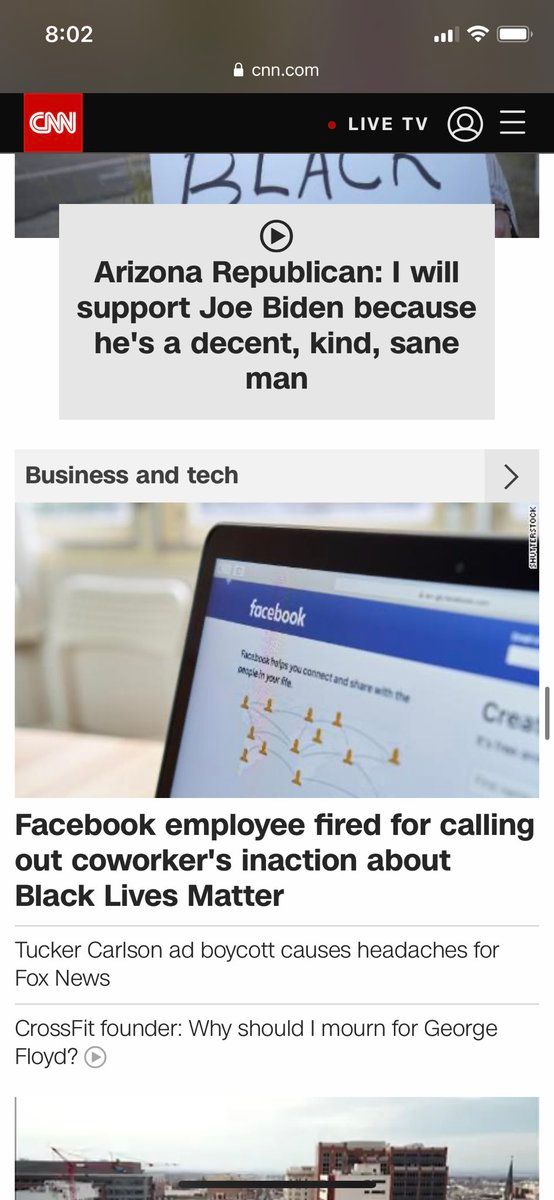 8:02
cnn.com
CNN
LIVE TV
BLACK
Arizona Republican: I will
support Joe Biden because
he's a decent, kind, sane
man
Business and tech
SHUTTERSTOCK
facebook
Facebook helps you connect and share with the
people in your life.
Facebook employee fired for calling
out coworker's inaction about
Black Lives Matter
Tucker Carlson ad boycott causes headaches for
Fox News
CrossFit founder: Why should I mourn for George
Floyd?